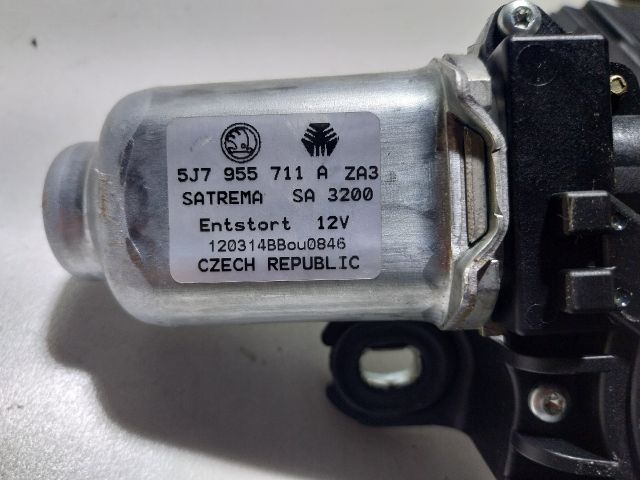 5J7 955 711 A ZA3
SATREMA SA 3200
Entstort 12V
120314BBou0846
CZECH REPUBLIC